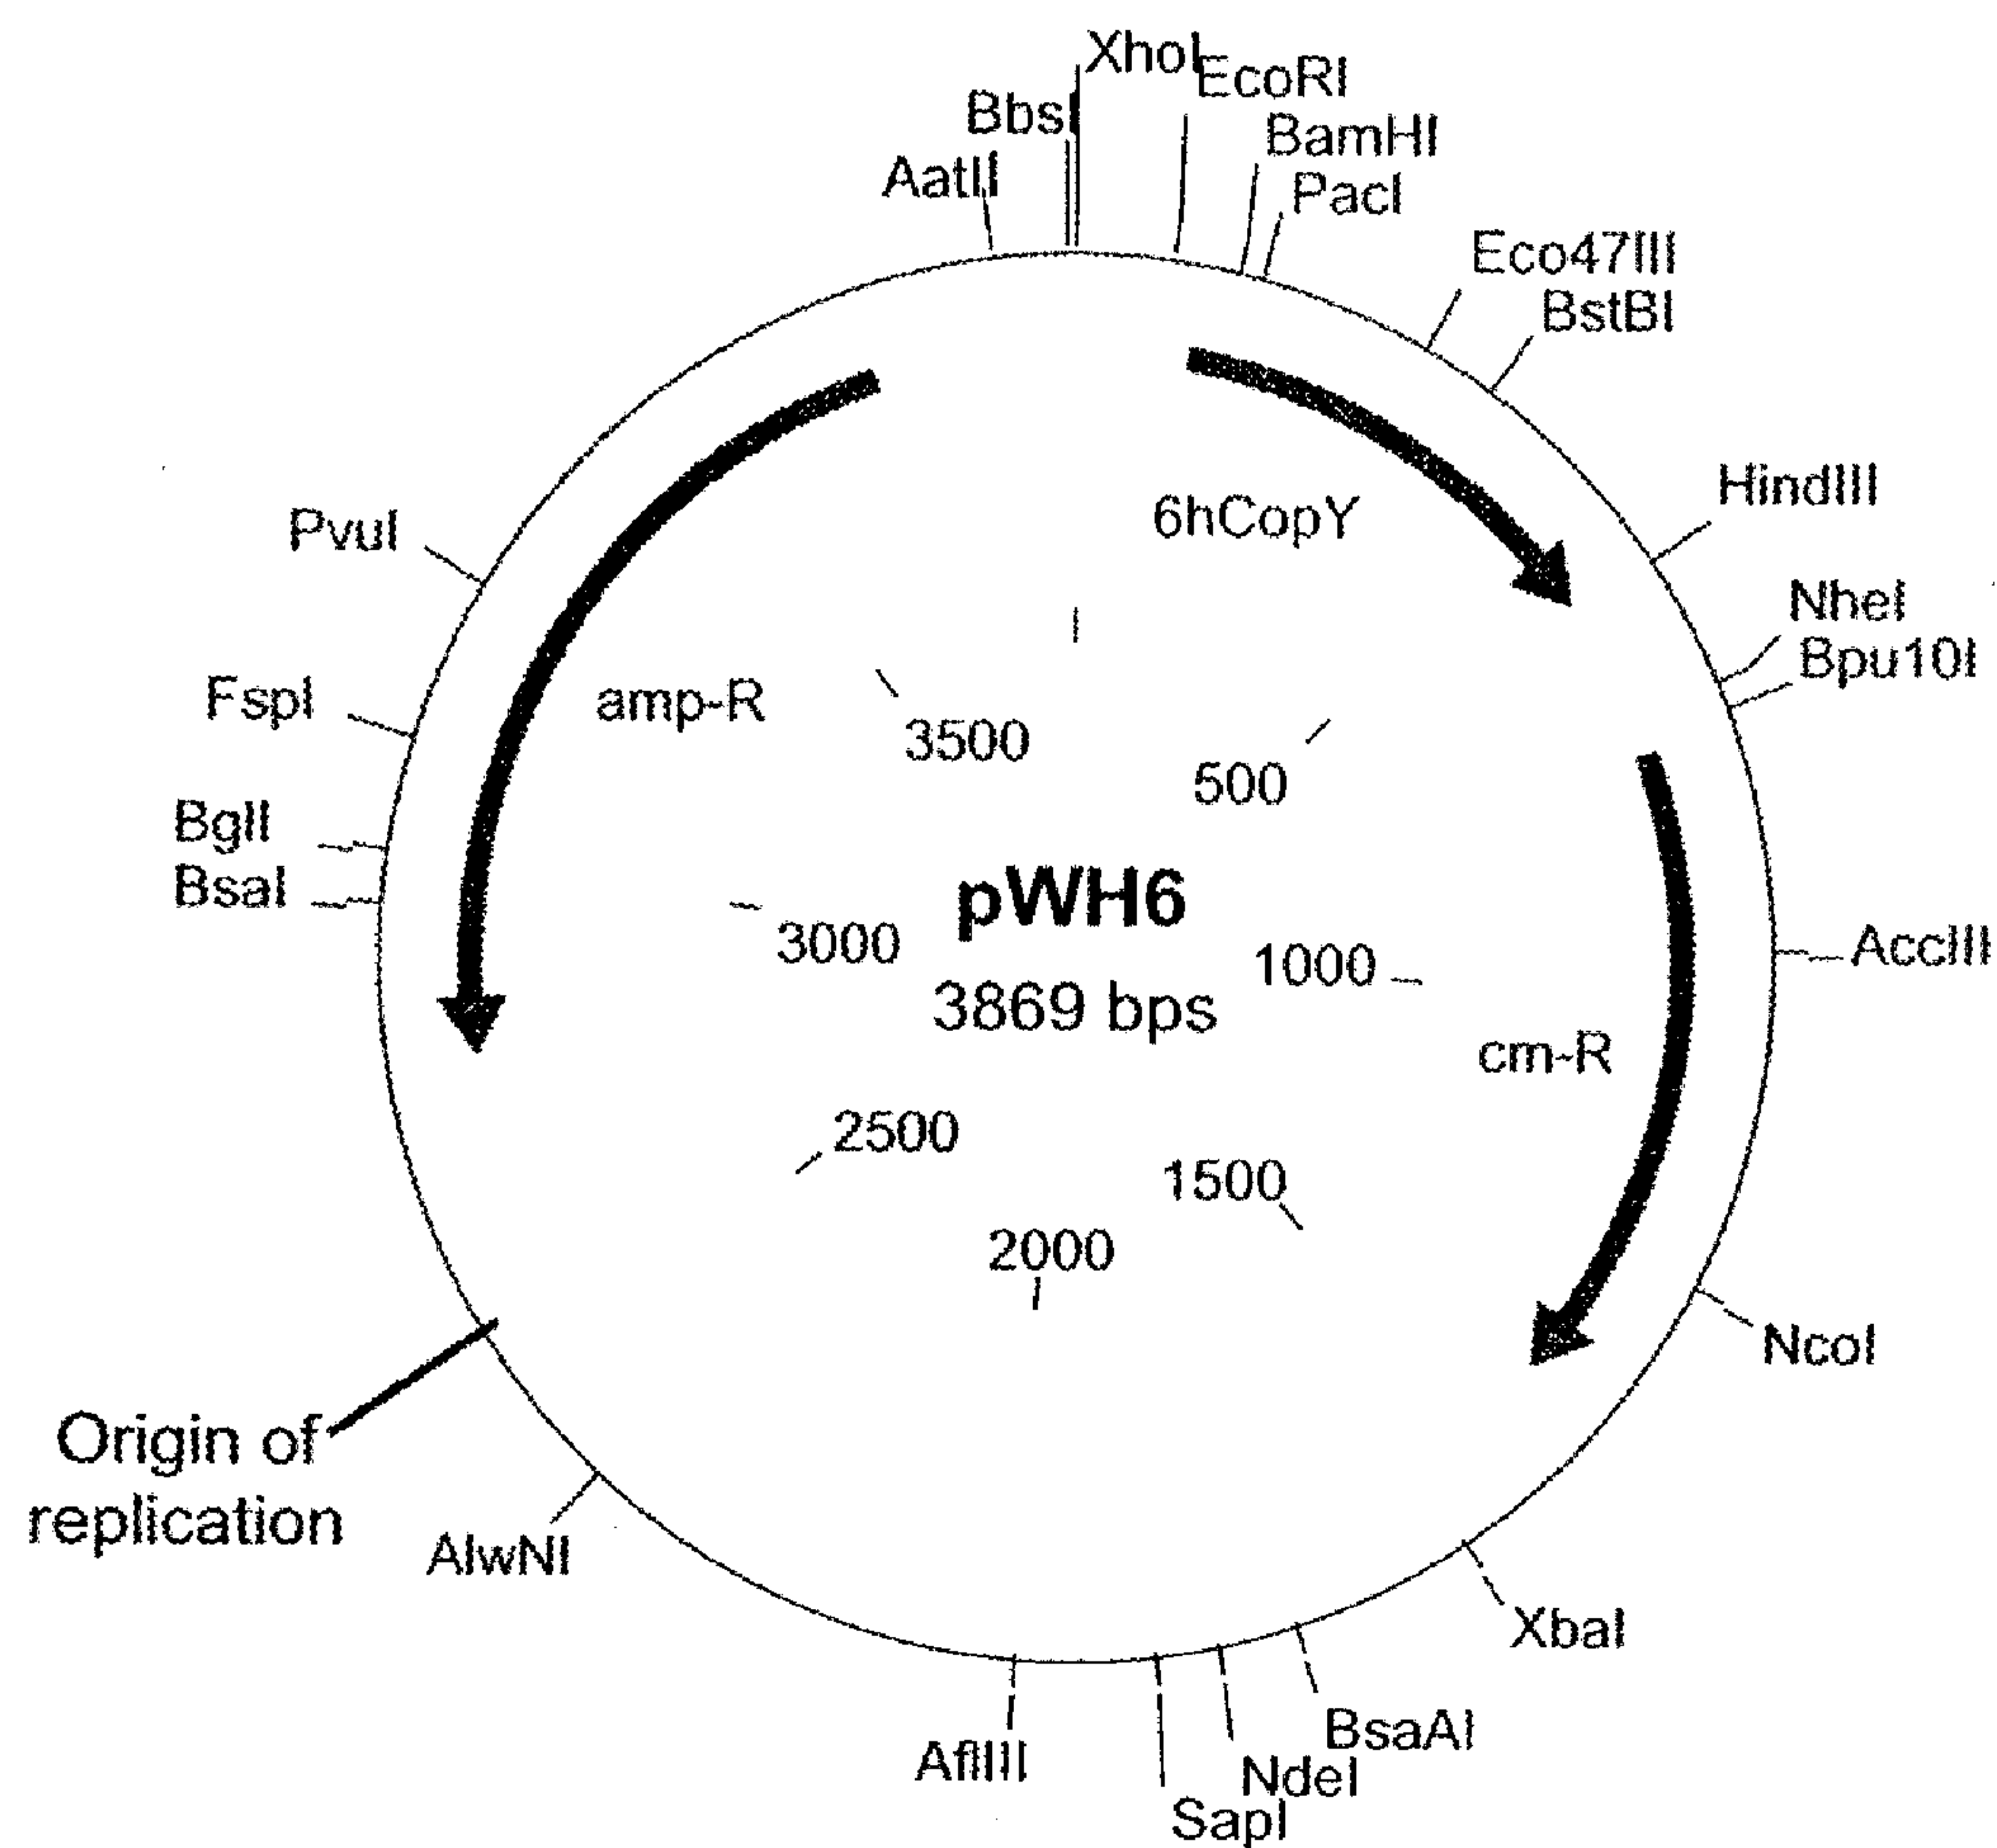 XhoI
EcoRI
BbsI
BamHI
AatII
PacI
Eco47III
BstBI
HindIII
PvuI
6hCopY
NheI
Bpu10I
FspI
amp-R
3500
500
BglI
BsaI
pWH6
3000
1000
AccIII
3869 bps
cm-R
2500
1500
2000
NcoI
Origin of
replication
AlwNI
XbaI
BsaAI
AflIII
NdeI
SapI